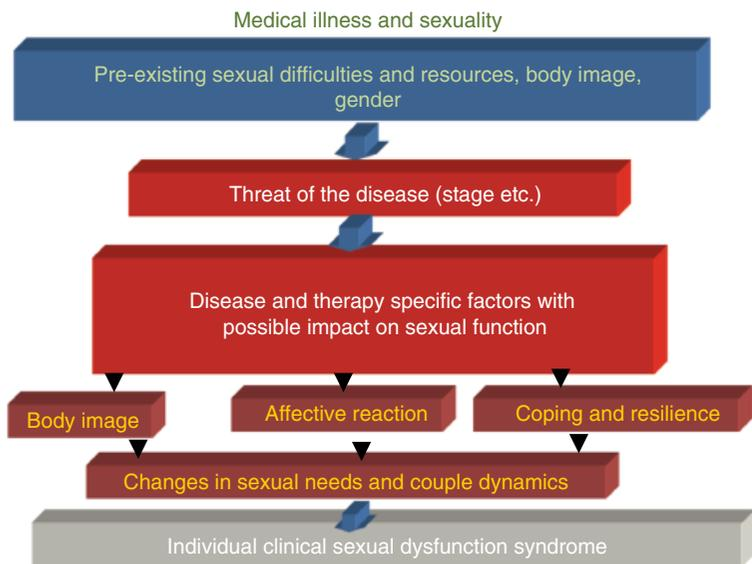 Medical illness and sexuality
Pre-existing sexual difficulties and resources, body image,
gender
Threat of the disease (stage etc.)
Disease and therapy specific factors with
possible impact on sexual function
Body image
Affective reaction
Coping and resilience
Changes in sexual needs and couple dynamics
Individual clinical sexual dysfunction syndrome